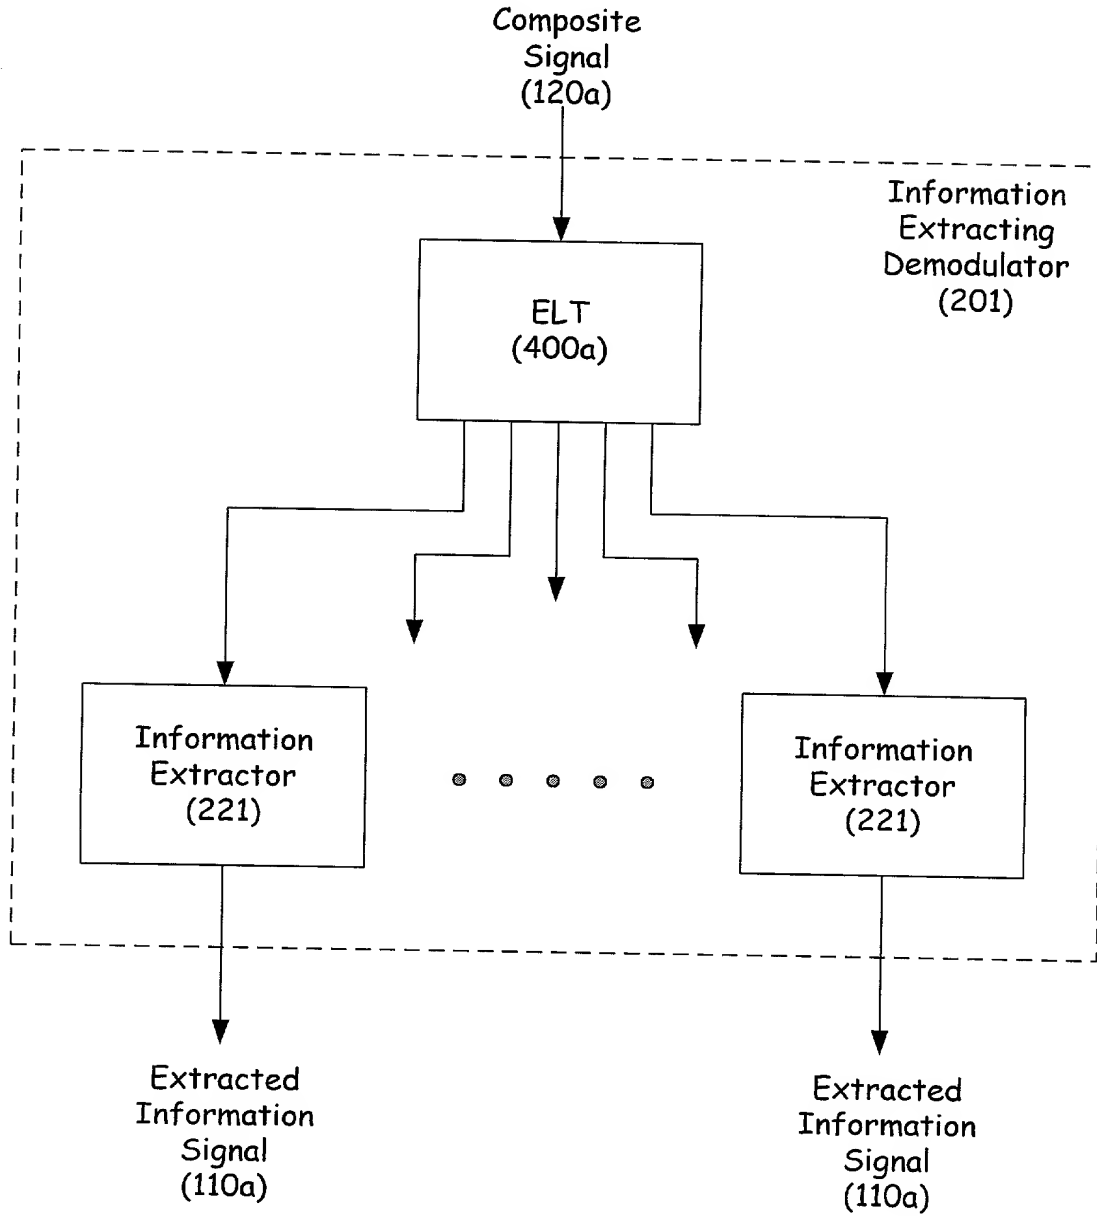 Composite
Signal
(120a)
Information
Extracting
Demodulator
(201)
ELT
(400a)
Information
Extractor
(221)
Information
Extractor
(221)
Extracted
Information
Signal
(110a)
Extracted
Information
Signal
(110a)